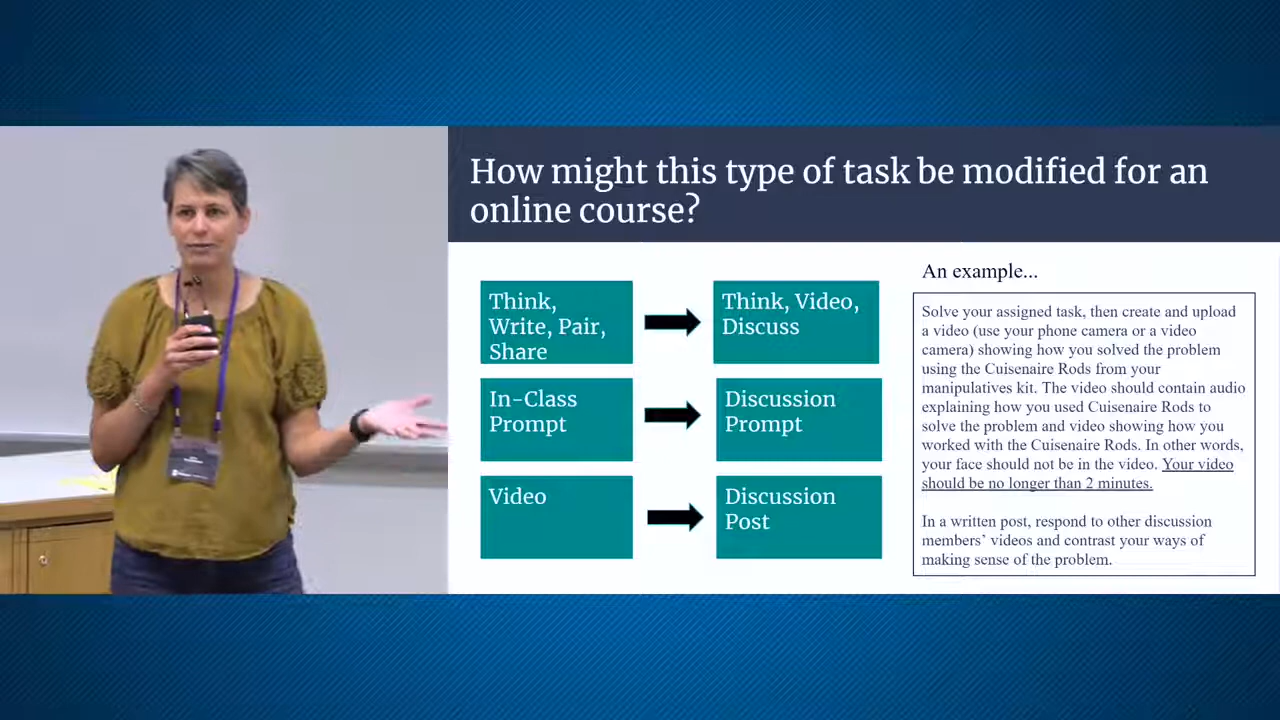 How might this type of task be modified for an
online course?
Think,
Write, Pair,
Share
Think, Video,
Discuss
In-Class
Prompt
Discussion
Prompt
Video
Discussion
Post
An example...
Solve your assigned task, then create and upload
a video (use your phone camera or a video
camera) showing how you solved the problem
using the Cuisenaire Rods from your
manipulatives kit. The video should contain audio
explaining how you used Cuisenaire Rods to
solve the problem and video showing how you
worked with the Cuisenaire Rods. In other words,
your face should not be in the video. Your video
should be no longer than 2 minutes.
In a written post, respond to other discussion
members’ videos and contrast your ways of
making sense of the problem.